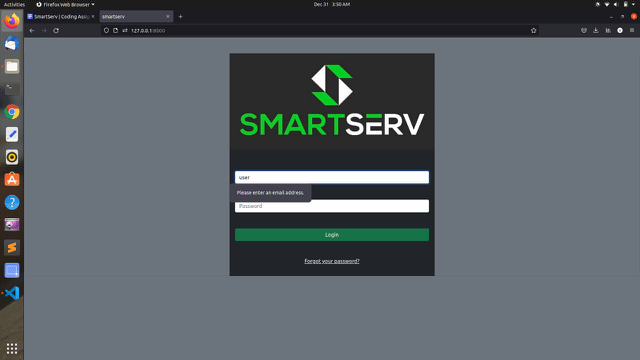 Activities
Firefox Web Browser
Dec 31 3:50 AM
SmartServ | Coding Assig
smartserv
127.0.0.1:8000
SMARTSERV
user
Please enter an email address.
Password
Login
Forgot your password?